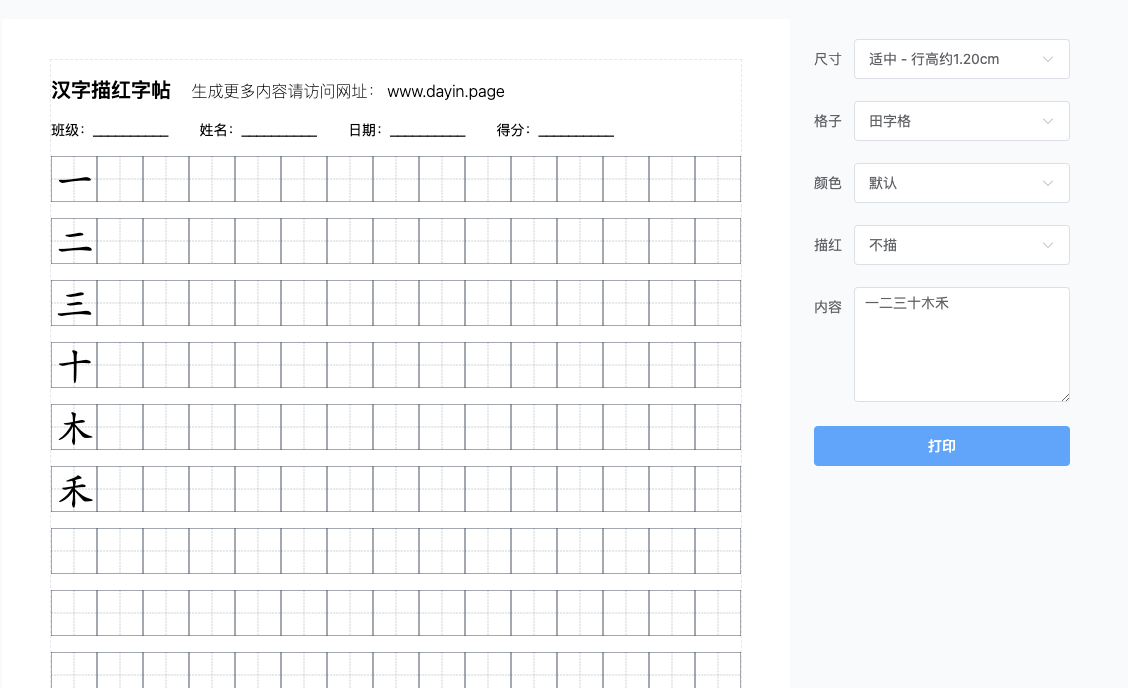 汉字描红字帖 生成更多内容请访问网址： www.dayin.page
班级：__________ 姓名：__________ 日期：__________ 得分：__________
一
二
三
十
木
禾
尺寸 适中 - 行高约1.20cm
格子 田字格
颜色 默认
描红 不描
内容 一二三十木禾
打印